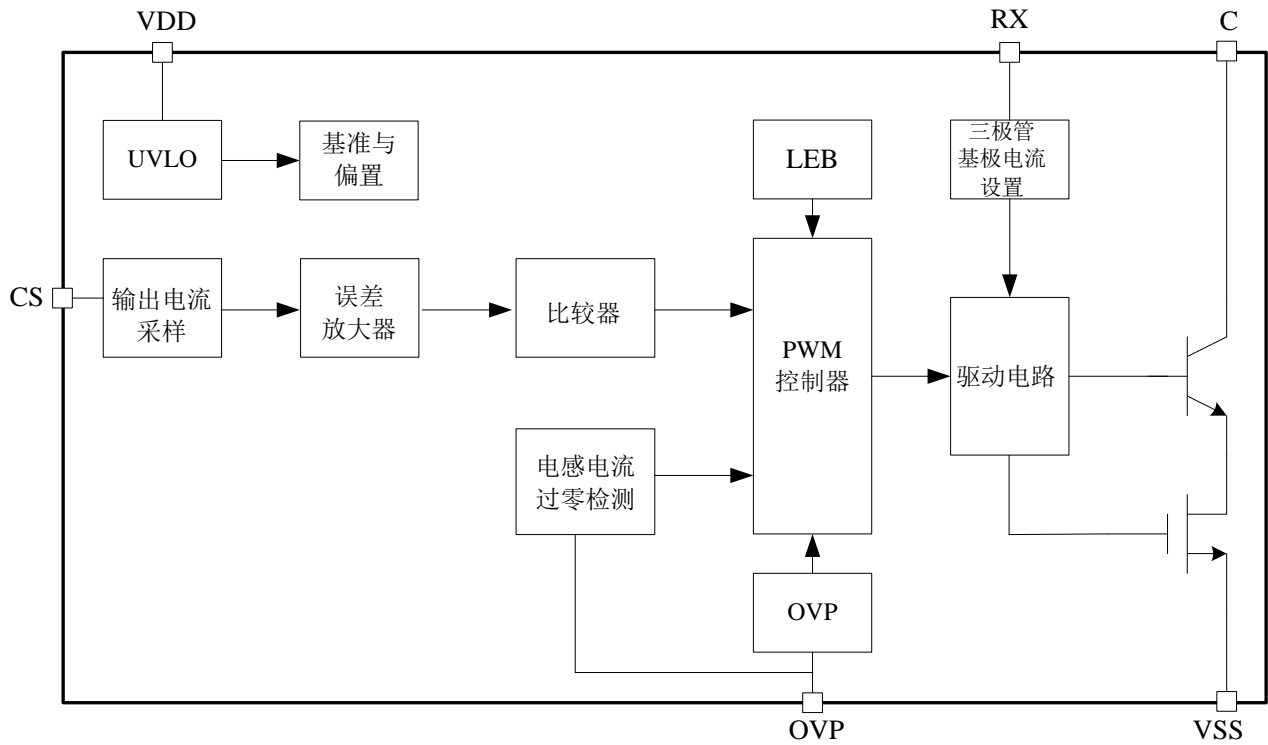 VDD
RX
C
UVLO
基准与
偏置
LEB
三极管
基极电流
设置
CS
输出电流
采样
误差
放大器
比较器
PWM
控制器
驱动电路
电感电流
过零检测
OVP
OVP
VSS